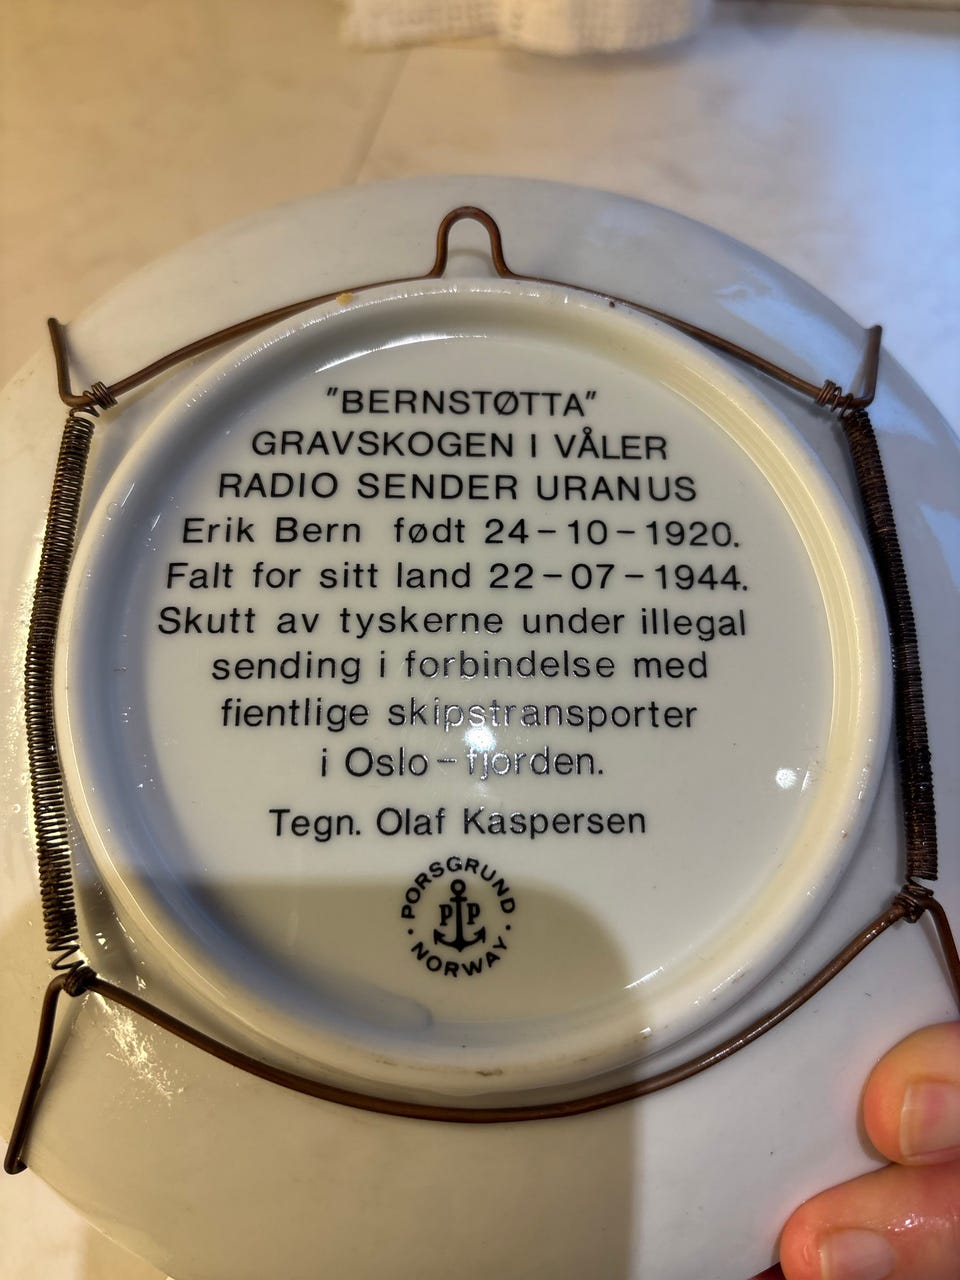 "BERNSTØTTA"
GRAVSKOGEN I VÅLER
RADIO SENDER URANUS
Erik Bern født 24-10-1920.
Falt for sitt land 22-07-1944.
Skutt av tyskerne under illegal
sending i forbindelse med
fientlige skipstransporter
i Oslo-fjorden.
Tegn. Olaf Kaspersen
PORSGRUND
PP
NORWAY